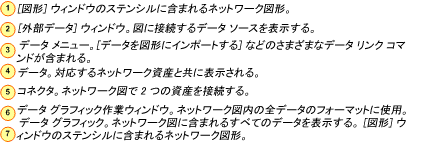 1 [図形] ウィンドウのステンシルに含まれるネットワーク図形。
2 [外部データ] ウィンドウ。図に接続するデータ ソースを表示する。
3 データ メニュー。[データを図形にインポートする] などのさまざまなデータ リンク コマ
ンドが含まれる。
4 データ。対応するネットワーク資産と共に表示される。
5 コネクタ。ネットワーク図で 2 つの資産を接続する。
6 データ グラフィック作業ウィンドウ。ネットワーク図内の全データのフォーマットに使用。
データ グラフィック。ネットワーク図に含まれるすべてのデータを表示する。[図形] ウ
7 ィンドウのステンシルに含まれるネットワーク図形。